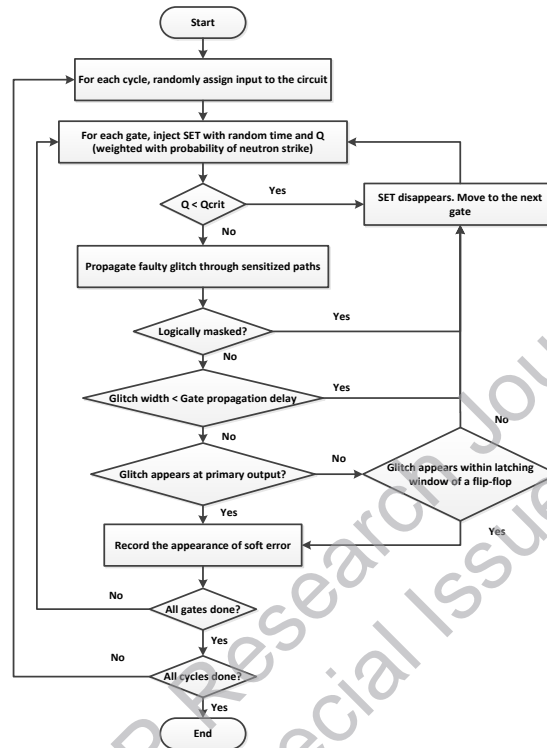 Start
For each cycle, randomly assign input to the circuit
For each gate, inject SET with random time and Q
(weighted with probability of neutron strike)
Yes
Q < Qcrit
SET disappears. Move to the next
gate
No
Propagate faulty glitch through sensitized paths
Yes
Logically masked?
No
Yes
Glitch width < Gate propagation delay
No
No
No
Glitch appears at primary output?
Glitch appears within latching
window of a flip-flop
Yes
Yes
Record the appearance of soft error
No
All gates done?
Yes
No
All cycles done?
Yes
End
Research Jou
ecial Issue